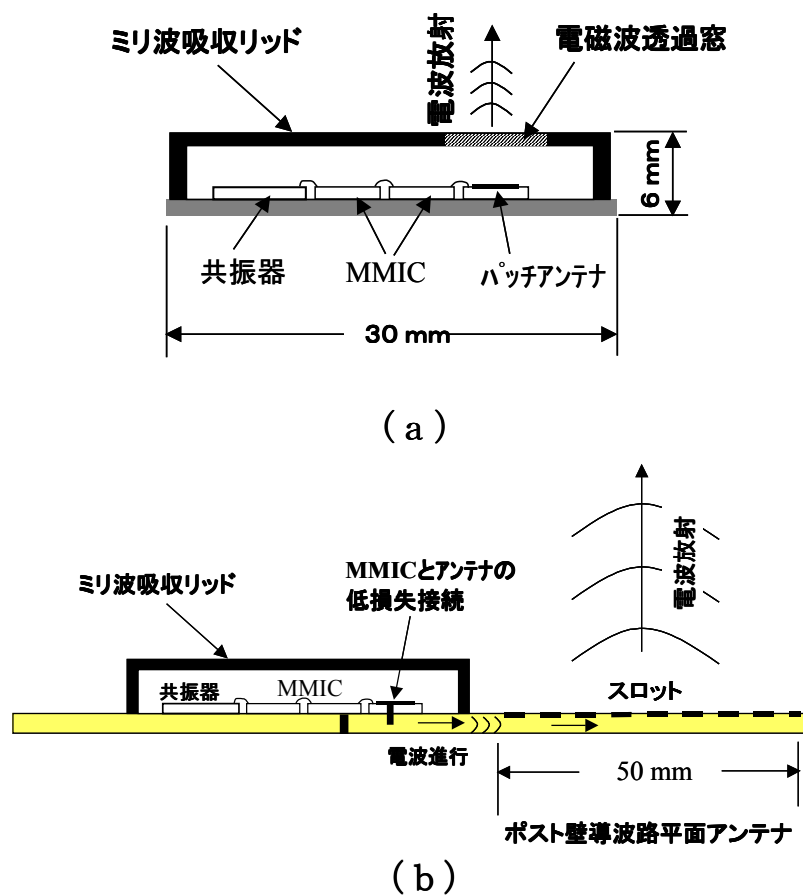 ミリ波吸収リッド
電波放射
電磁波透過窓
6 mm
共振器
MMIC
パッチアンテナ
30 mm
(a)
電波放射
ミリ波吸収リッド
MMICとアンテナの
低損失接続
共振器
MMIC
スロット
電波進行
50 mm
ポスト壁導波路平面アンテナ
(b)